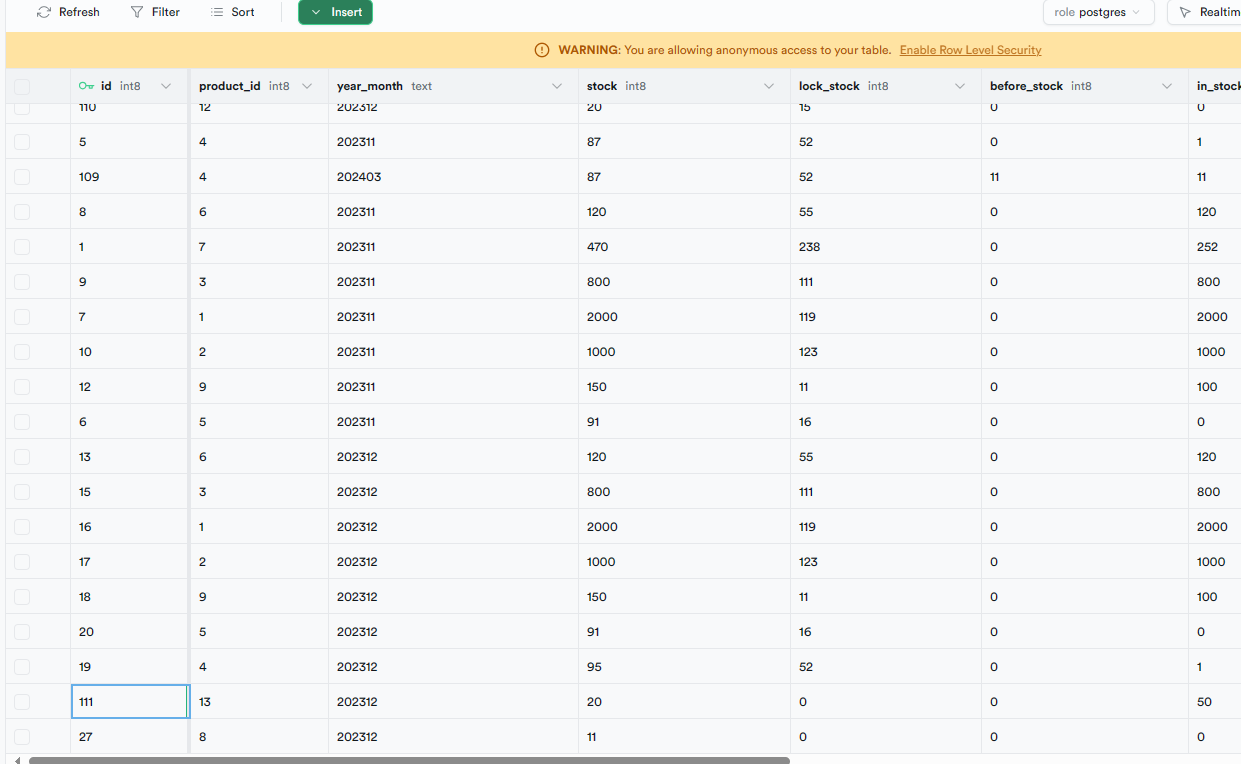 Refresh Filter Sort Insert role postgres Realtim
WARNING: You are allowing anonymous access to your table. Enable Row Level Security
id int8 product_id int8 year_month text stock int8 lock_stock int8 before_stock int8 in_stock
110 12 202312 20 15 0 0
5 4 202311 87 52 0 1
109 4 202403 87 52 11 11
8 6 202311 120 55 0 120
1 7 202311 470 238 0 252
9 3 202311 800 111 0 800
7 1 202311 2000 119 0 2000
10 2 202311 1000 123 0 1000
12 9 202311 150 11 0 100
6 5 202311 91 16 0 0
13 6 202312 120 55 0 120
15 3 202312 800 111 0 800
16 1 202312 2000 119 0 2000
17 2 202312 1000 123 0 1000
18 9 202312 150 11 0 100
20 5 202312 91 16 0 0
19 4 202312 95 52 0 1
111 13 202312 20 0 0 50
27 8 202312 11 0 0 0